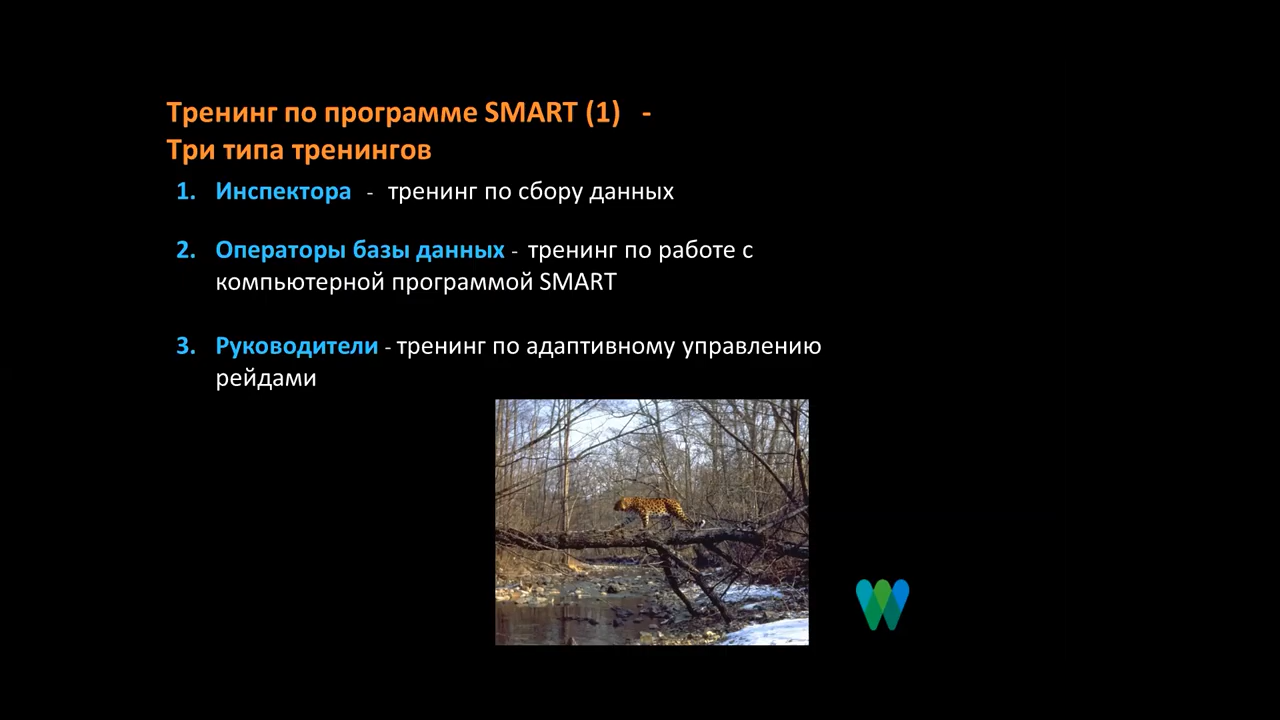 Тренинг по программе SMART (1) -
Три типа тренингов
1. Инспектора - тренинг по сбору данных
2. Операторы базы данных - тренинг по работе с
компьютерной программой SMART
3. Руководители - тренинг по адаптивному управлению
рейдами